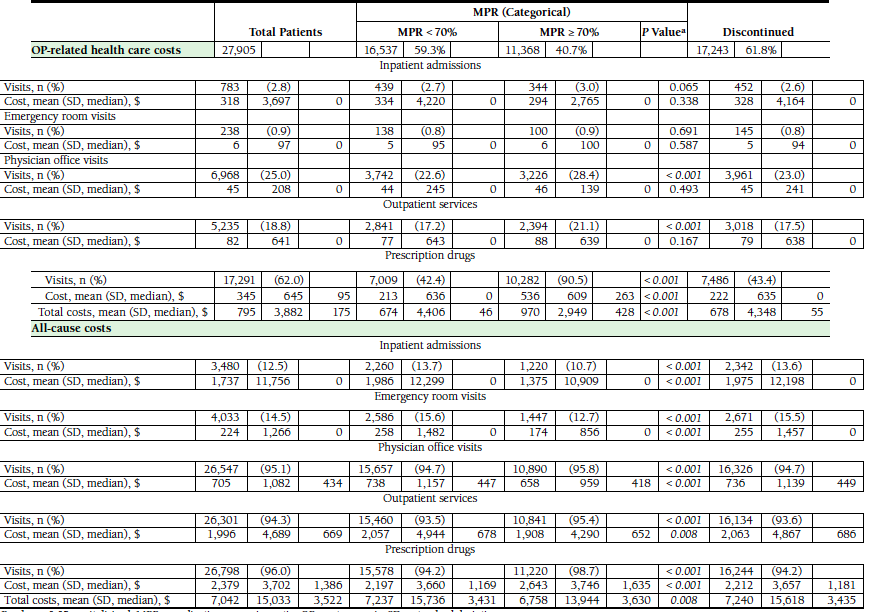 MPR (Categorical)
Total Patients MPR < 70% MPR ≥ 70% P Valueª Discontinued
OP-related health care costs 27,905 16,537 59.3% 11,368 40.7% 17,243 61.8%
Inpatient admissions
Visits, n (%) 783 (2.8) 439 (2.7) 344 (3.0) 0.065 452 (2.6)
Cost, mean (SD, median), $ 318 3,697 0 334 4,220 0 294 2,765 0 0.338 328 4,164 0
Emergency room visits
Visits, n (%) 238 (0.9) 138 (0.8) 100 (0.9) 0.691 145 (0.8)
Cost, mean (SD, median), $ 6 97 0 5 95 0 6 100 0 0.587 5 94 0
Physician office visits
Visits, n (%) 6,968 (25.0) 3,742 (22.6) 3,226 (28.4) < 0.001 3,961 (23.0)
Cost, mean (SD, median), $ 45 208 0 44 245 0 46 139 0 0.493 45 241 0
Outpatient services
Visits, n (%) 5,235 (18.8) 2,841 (17.2) 2,394 (21.1) < 0.001 3,018 (17.5)
Cost, mean (SD, median), $ 82 641 0 77 643 0 88 639 0 0.167 79 638 0
Prescription drugs
Visits, n (%) 17,291 (62.0) 7,009 (42.4) 10,282 (90.5) < 0.001 7,486 (43.4)
Cost, mean (SD, median), $ 345 645 95 213 636 0 536 609 263 < 0.001 222 635 0
Total costs, mean (SD, median), $ 795 3,882 175 674 4,406 46 970 2,949 428 < 0.001 678 4,348 55
All-cause costs
Inpatient admissions
Visits, n (%) 3,480 (12.5) 2,260 (13.7) 1,220 (10.7) < 0.001 2,342 (13.6)
Cost, mean (SD, median), $ 1,737 11,756 0 1,986 12,299 0 1,375 10,909 0 < 0.001 1,975 12,198 0
Emergency room visits
Visits, n (%) 4,033 (14.5) 2,586 (15.6) 1,447 (12.7) < 0.001 2,671 (15.5)
Cost, mean (SD, median), $ 224 1,266 0 258 1,482 0 174 856 0 < 0.001 255 1,457 0
Physician office visits
Visits, n (%) 26,547 (95.1) 15,657 (94.7) 10,890 (95.8) < 0.001 16,326 (94.7)
Cost, mean (SD, median), $ 705 1,082 434 738 1,157 447 658 959 418 < 0.001 736 1,139 449
Outpatient services
Visits, n (%) 26,301 (94.3) 15,460 (93.5) 10,841 (95.4) < 0.001 16,134 (93.6)
Cost, mean (SD, median), $ 1,996 4,689 669 2,057 4,944 678 1,908 4,290 652 0.008 2,063 4,867 686
Prescription drugs
Visits, n (%) 26,798 (96.0) 15,578 (94.2) 11,220 (98.7) < 0.001 16,244 (94.2)
Cost, mean (SD, median), $ 2,379 3,702 1,386 2,197 3,660 1,169 2,643 3,746 1,635 < 0.001 2,212 3,657 1,181
Total costs, mean (SD, median), $ 7,042 15,033 3,522 7,237 15,736 3,431 6,758 13,944 3,630 0.008 7,240 15,618 3,435